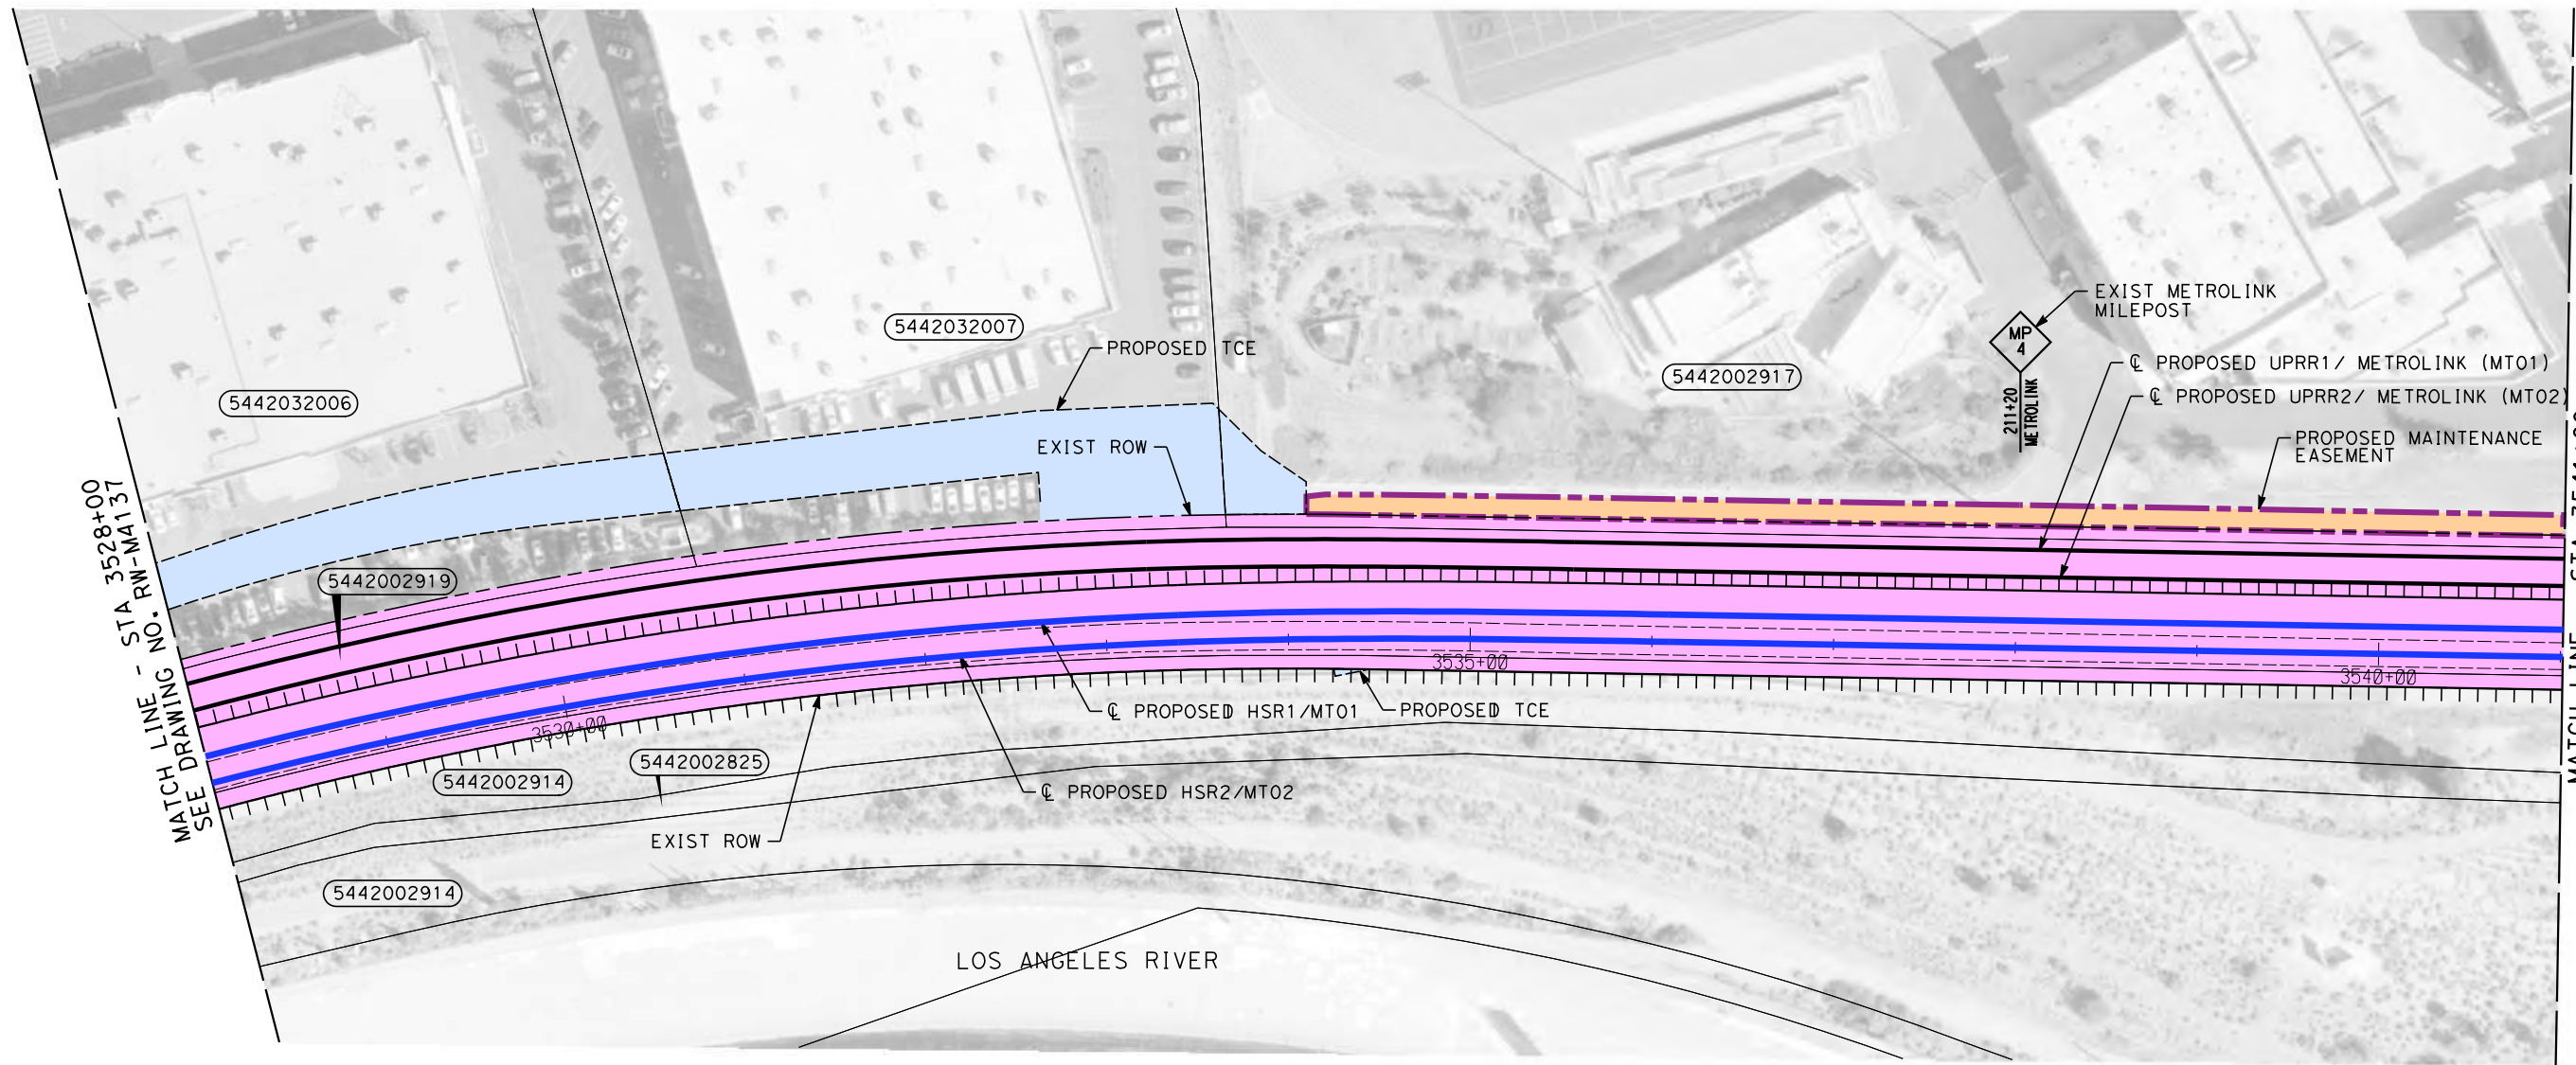 5442032007
PROPOSED TCE
5442032006
EXIST ROW
5442002917
MP
4
211+20
METROLINK
EXIST METROLINK
MILEPOST
℄ PROPOSED UPRR1/ METROLINK (MT01)
℄ PROPOSED UPRR2/ METROLINK (MT02)
PROPOSED MAINTENANCE
EASEMENT
MATCH LINE - STA 3528+00
SEE DRAWING NO. RW-M4137
5442002919
3530+00
3535+00
3540+00
℄ PROPOSED HSR1/MT01
PROPOSED TCE
5442002914
5442002825
℄ PROPOSED HSR2/MT02
EXIST ROW
5442002914
LOS ANGELES RIVER